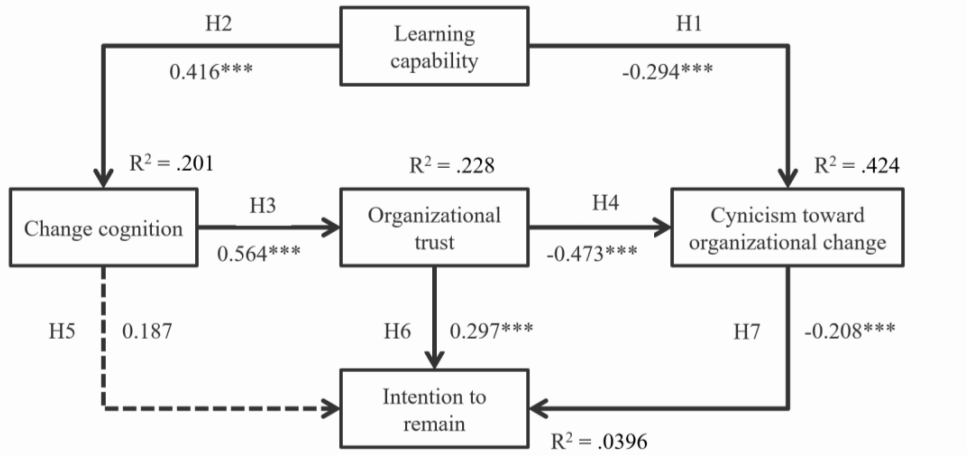 H2
Learning
capability
H1
0.416***
-0.294***
R² = .201
R² = .228
R² = .424
Change cognition
H3
0.564***
Organizational
trust
H4
-0.473***
Cynicism toward
organizational change
H5
0.187
H6
0.297***
H7
-0.208***
Intention to
remain
R² = .0396